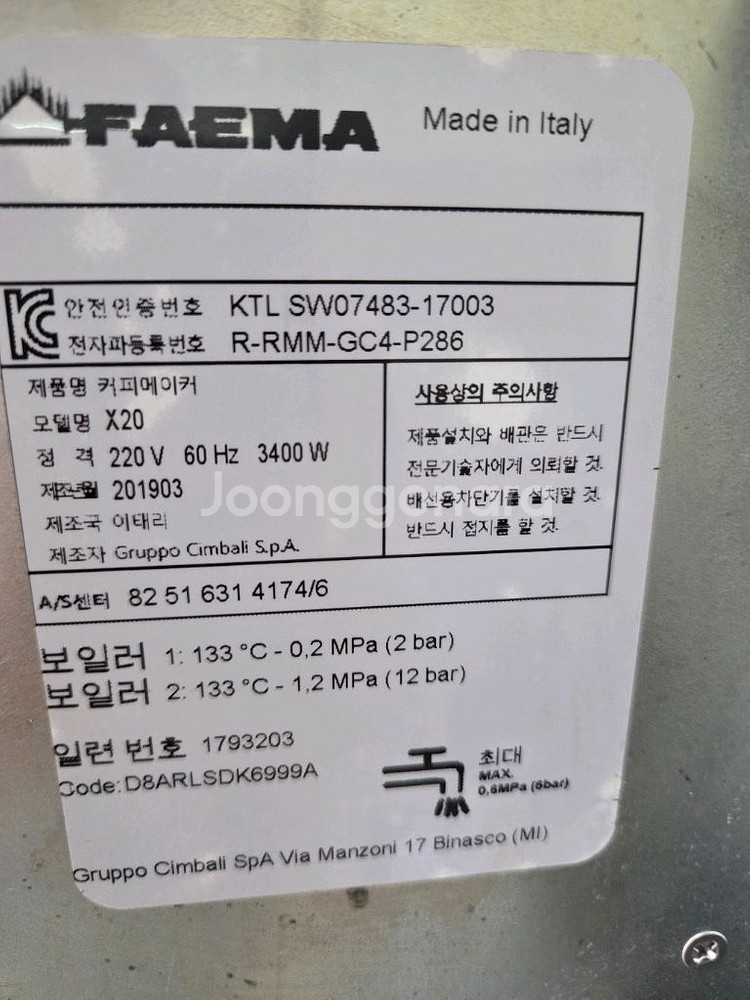 FAEMA
Made in Italy
안전인증번호 KTL SW07483-17003
전자파등록번호 R-RMM-GC4-P286
제품명 커피메이커
모델명 X20
정 격 220 V 60 Hz 3400 W
제조년월 201903
제조국 이태리
제조자 Gruppo Cimbali S.p.A.
사용상의 주의사항
제품설치와 배관은 반드시
전문기술자에게 의뢰할 것.
배선용차단기를 설치할 것.
반드시 접지를 할 것.
Joonggonara
A/S센터 82 51 631 4174/6
보일러 1: 133 °C - 0,2 MPa (2 bar)
보일러 2: 133 °C - 1,2 MPa (12 bar)
일련 번호 1793203
Code: D8ARLSDK6999A
최대
MAX.
0,6MPa (6bar)
Gruppo Cimbali SpA Via Manzoni 17 Binasco (MI)